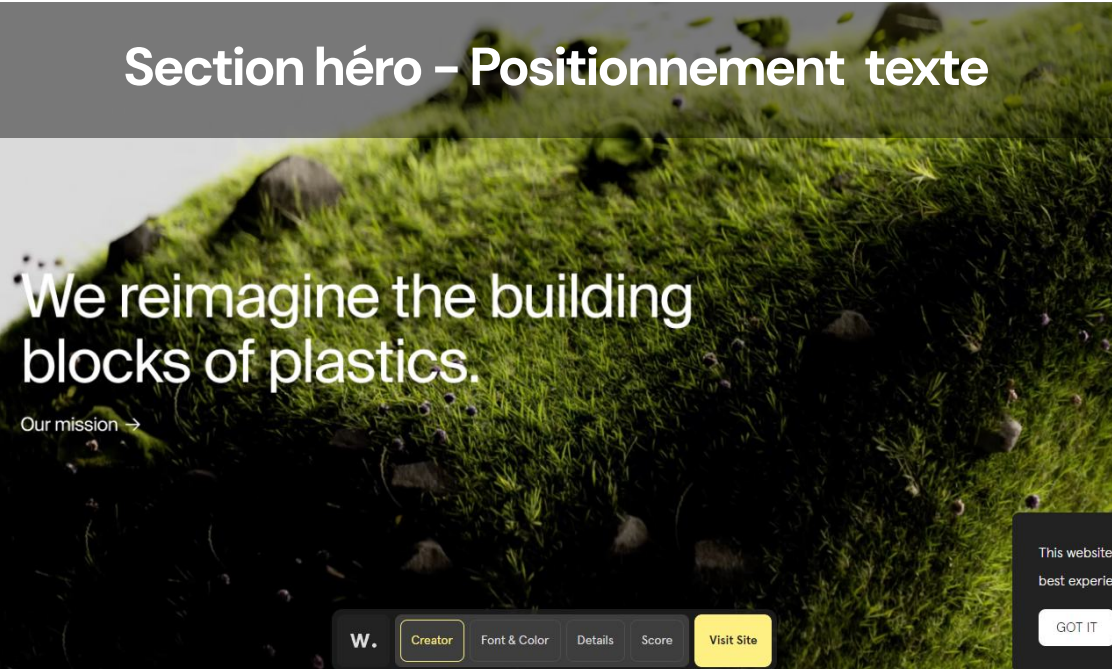 Section héro – Positionnement texte
We reimagine the building
blocks of plastics.
Our mission →
This website
best experie
GOT IT
W. Creator Font & Color Details Score Visit Site